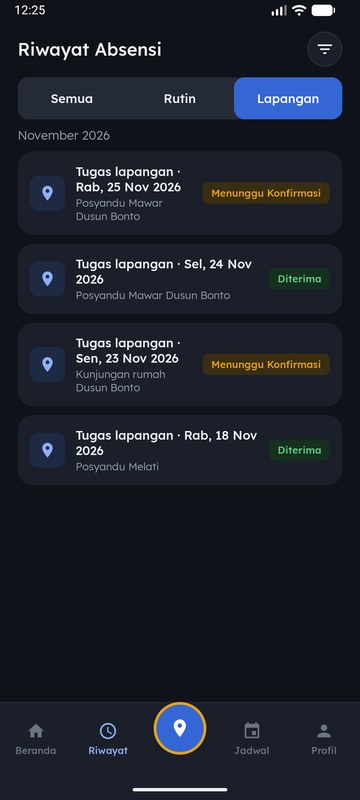 12:25
Riwayat Absensi
Semua
Rutin
Lapangan
November 2026
Tugas lapangan ·
Rab, 25 Nov 2026
Posyandu Mawar
Dusun Bonto
Menunggu Konfirmasi
Tugas lapangan · Sel, 24 Nov
2026
Posyandu Mawar Dusun Bonto
Diterima
Tugas lapangan ·
Sen, 23 Nov 2026
Kunjungan rumah
Dusun Bonto
Menunggu Konfirmasi
Tugas lapangan · Rab, 18 Nov
2026
Posyandu Melati
Diterima
Beranda
Riwayat
Jadwal
Profil